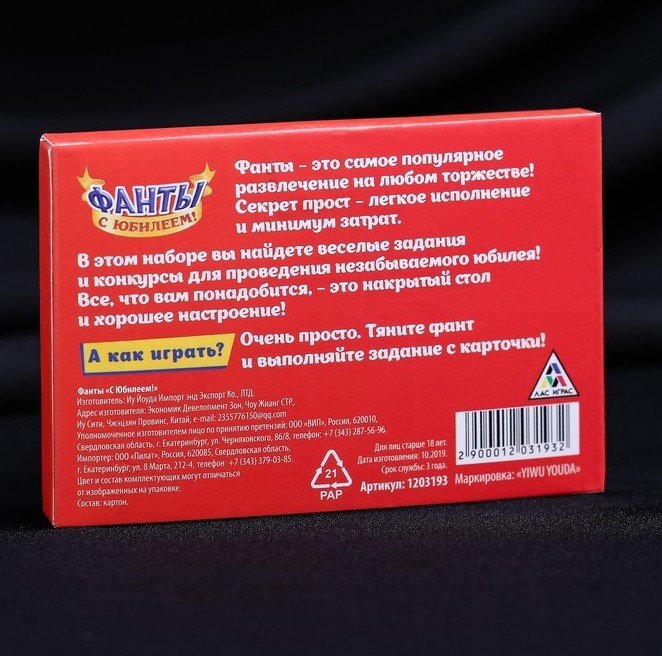 ФАНТЫ
С ЮБИЛЕЕМ!
Фанты – это самое популярное
развлечение на любом торжестве!
Секрет прост – легкое исполнение
и минимум затрат.
В этом наборе вы найдете веселые задания
и конкурсы для проведения незабываемого юбилея!
Все, что вам понадобится, – это накрытый стол
и хорошее настроение!
А как играть?
Очень просто. Тяните фант
и выполняйте задание с карточки!
Фанты «С Юбилеем!»
Изготовитель: Иу Йоуда Импорт энд Экспорт Ко., ЛТД.
Адрес изготовителя: Экономик Девелопмент Зон, Чоу Жианг СТР,
Иу Сити, Чжэцзян Провинс, Китай, e-mail: 2355776150@qq.com
Уполномоченное изготовителем лицо по принятию претензий: ООО «ВИП», Россия, 620010,
Свердловская область, г. Екатеринбург, ул. Черняховского, 86/8, телефон: +7 (343) 287-56-96.
Импортер: ООО «Пилат», Россия, 620085, Свердловская область,
г. Екатеринбург, ул. 8 Марта, 212-4, телефон: +7 (343) 379-03-85.
Цвет и состав комплектующих могут отличаться
от изображенных на упаковке.
Состав: картон.
21
PAP
Для лиц старше 18 лет.
Дата изготовления: 10.2019.
Срок службы: 3 года.
Артикул: 1203193
ЛАС ИГРАС
2 900012 031932
Маркировка: «YIWU YOUDA»